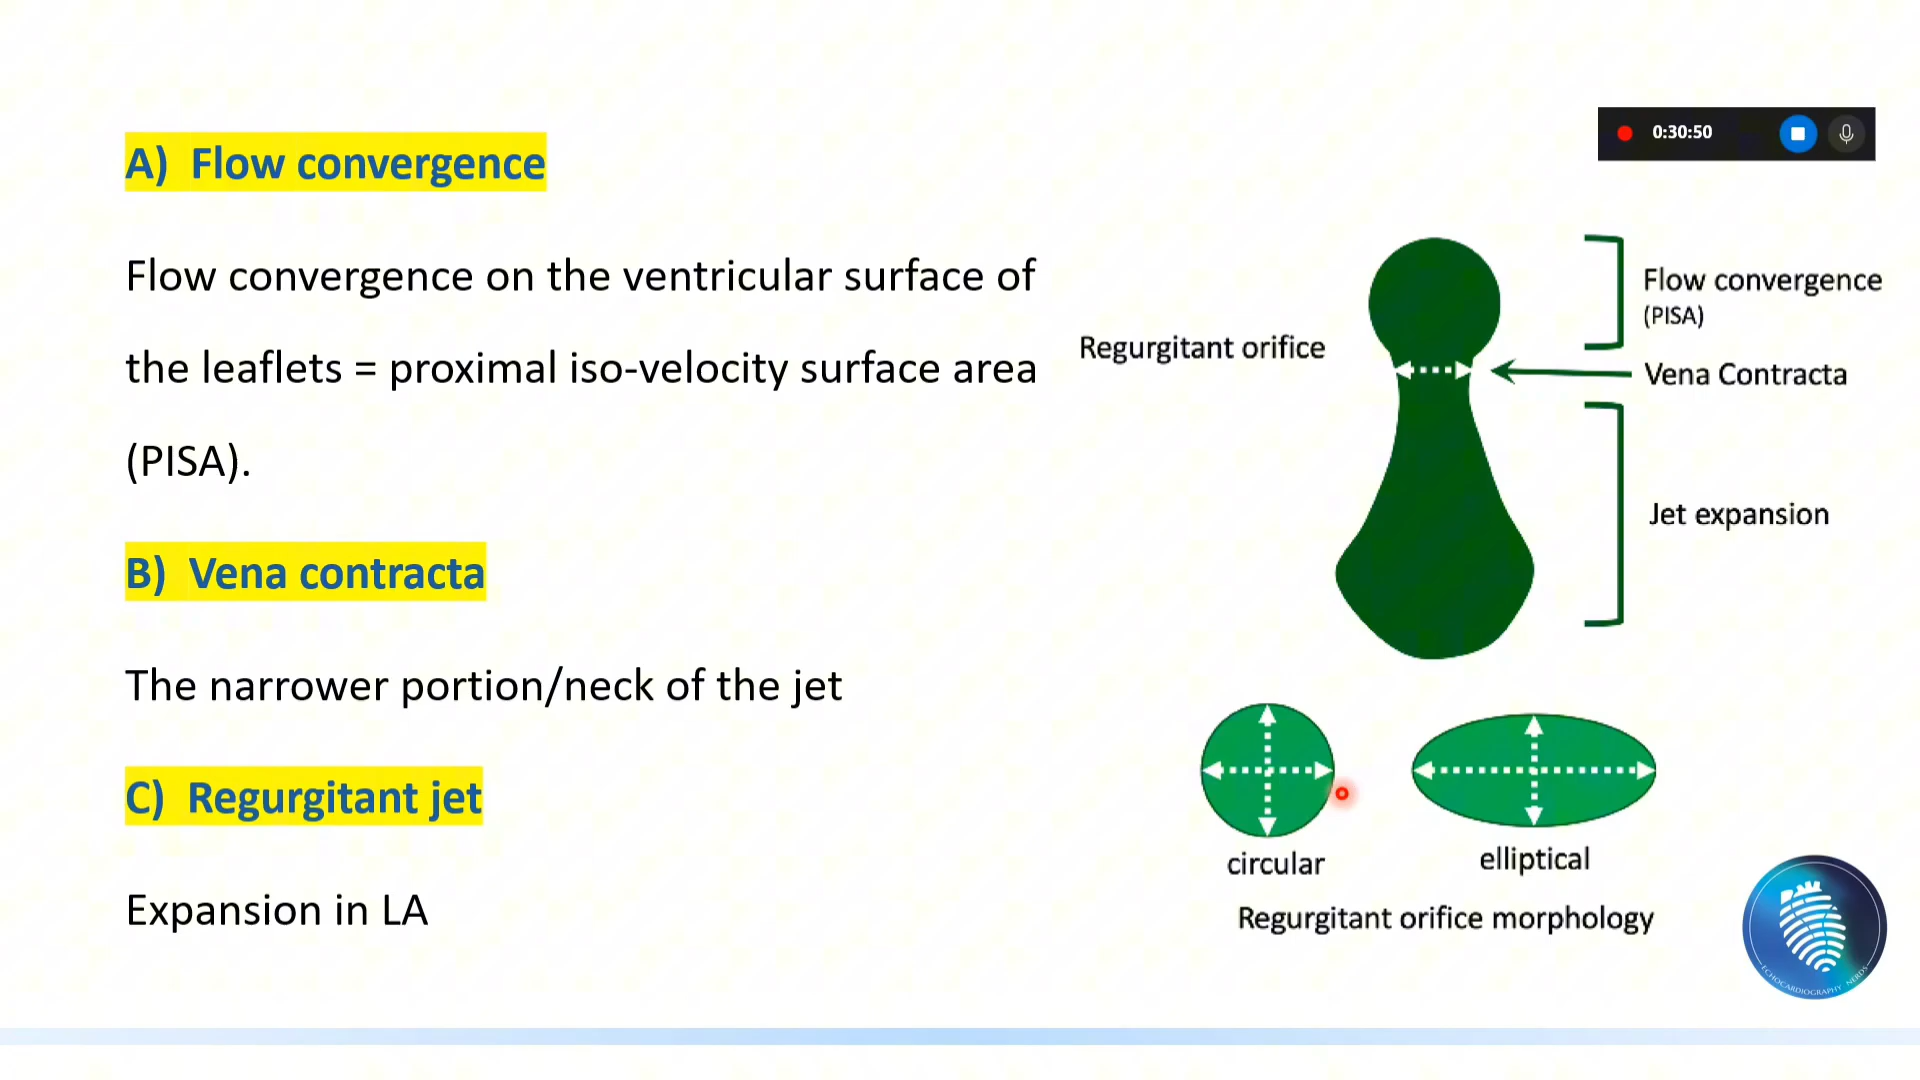 A) Flow convergence
Flow convergence on the ventricular surface of
the leaflets = proximal iso-velocity surface area
(PISA).
B) Vena contracta
The narrower portion/neck of the jet
C) Regurgitant jet
Expansion in LA
0:30:50
Flow convergence
(PISA)
Regurgitant orifice
Vena Contracta
Jet expansion
circular
elliptical
Regurgitant orifice morphology
ECHOCARDIOGRAPHY NERDS